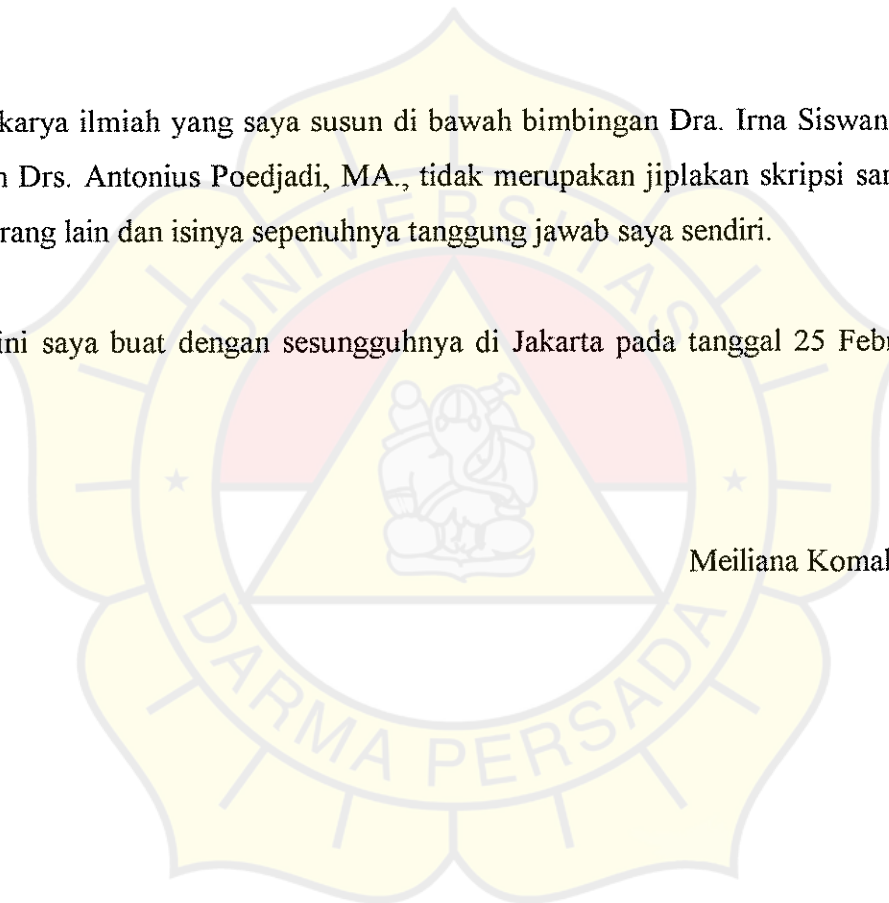 karya ilmiah yang saya susun di bawah bimbingan Dra. Irna Siswan
n Drs. Antonius Poedjadi, MA., tidak merupakan jiplakan skripsi sar
rang lain dan isinya sepenuhnya tanggung jawab saya sendiri.
UNIVERSITAS
ini saya buat dengan sesungguhnya di Jakarta pada tanggal 25 Febr
Meiliana Komal
DARMA PERSADA